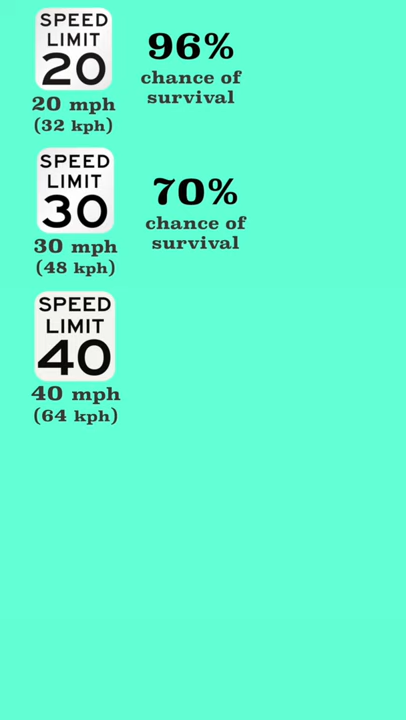 SPEED
LIMIT
20
20 mph
(32 kph)
96%
chance of
survival
SPEED
LIMIT
30
30 mph
(48 kph)
70%
chance of
survival
SPEED
LIMIT
40
40 mph
(64 kph)